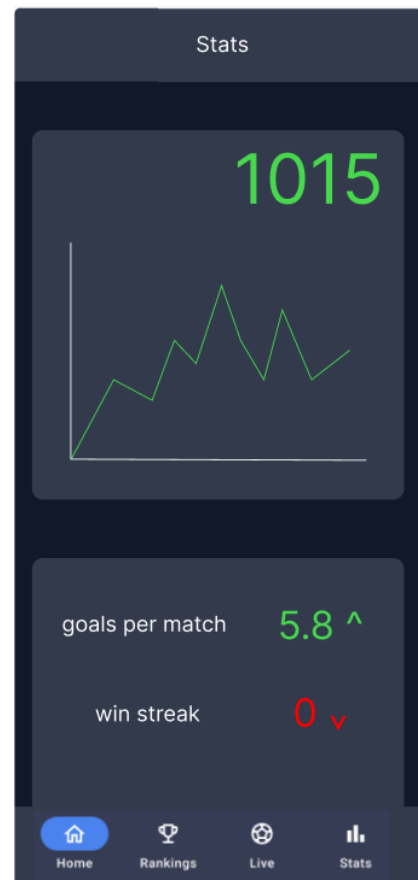 Stats
1015
goals per match 5.8 ^
win streak 0 v
Home Rankings Live Stats